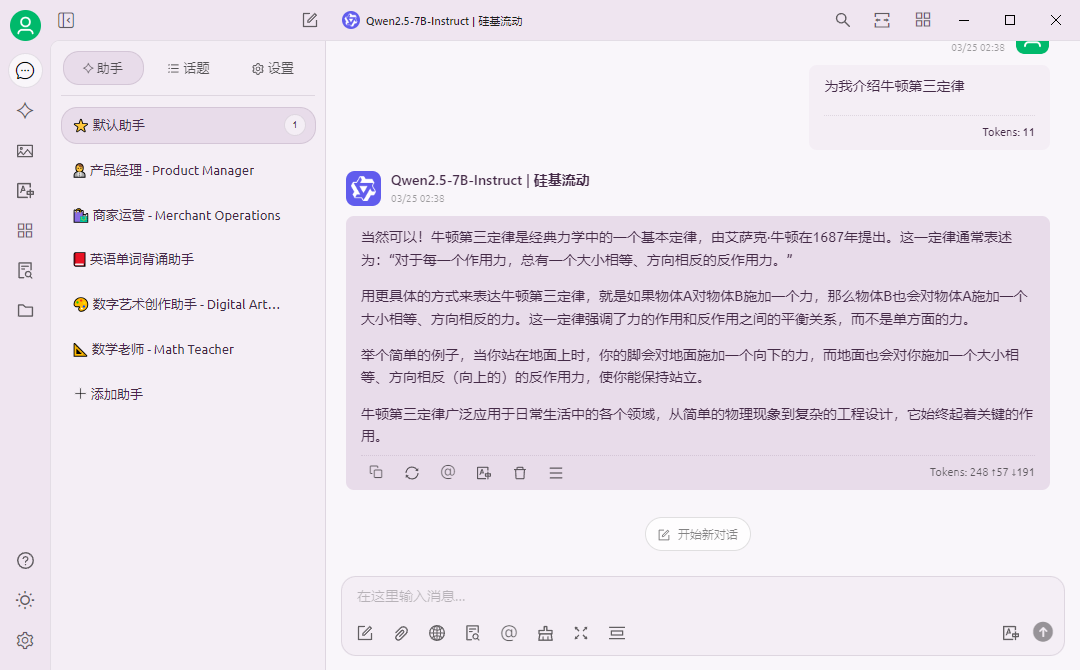 Qwen2.5-7B-Instruct | 硅基流动
助手
话题
设置
默认助手
1
产品经理 - Product Manager
商家运营 - Merchant Operations
英语单词背诵助手
数字艺术创作助手 - Digital Art...
数学老师 - Math Teacher
添加助手
03/25 02:38
为我介绍牛顿第三定律
Tokens: 11
Qwen2.5-7B-Instruct | 硅基流动
03/25 02:38
当然可以！牛顿第三定律是经典力学中的一个基本定律，由艾萨克·牛顿在1687年提出。这一定律通常表述
为：“对于每一个作用力，总有一个大小相等、方向相反的反作用力。”
用更具体的方式来表达牛顿第三定律，就是如果物体A对物体B施加一个力，那么物体B也会对物体A施加一个
大小相等、方向相反的力。这一定律强调了力的作用和反作用之间的平衡关系，而不是单方面的力。
举个简单的例子，当你站在地面上时，你的脚会对地面施加一个向下的力，而地面也会对你施加一个大小相
等、方向相反（向上的）的反作用力，使你能保持站立。
牛顿第三定律广泛应用于日常生活中的各个领域，从简单的物理现象到复杂的工程设计，它始终起着关键的作
用。
Tokens: 248 ↑57 ↓191
开始新对话
在这里输入消息...